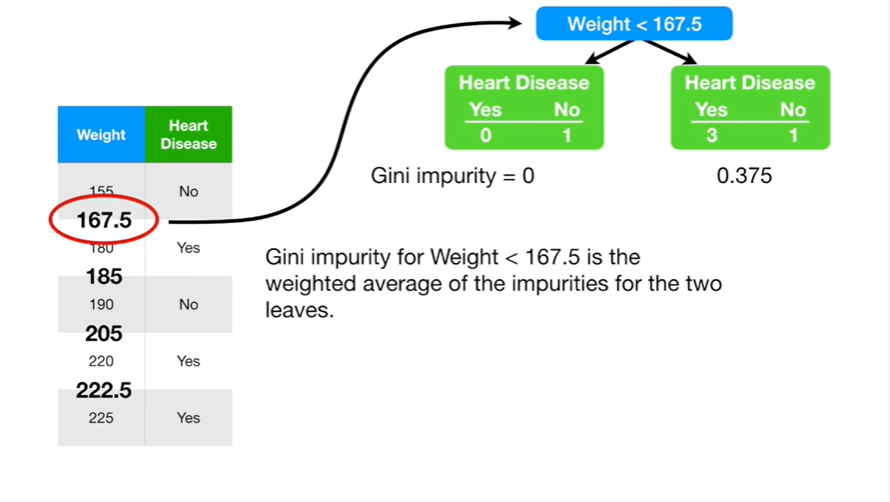 Weight < 167.5
Heart Disease
Yes No
0 1
Heart Disease
Yes No
3 1
Gini impurity = 0
0.375
Weight
Heart
Disease
155 No
167.5
180 Yes
185
190 No
205
220 Yes
222.5
225 Yes
Gini impurity for Weight < 167.5 is the
weighted average of the impurities for the two
leaves.